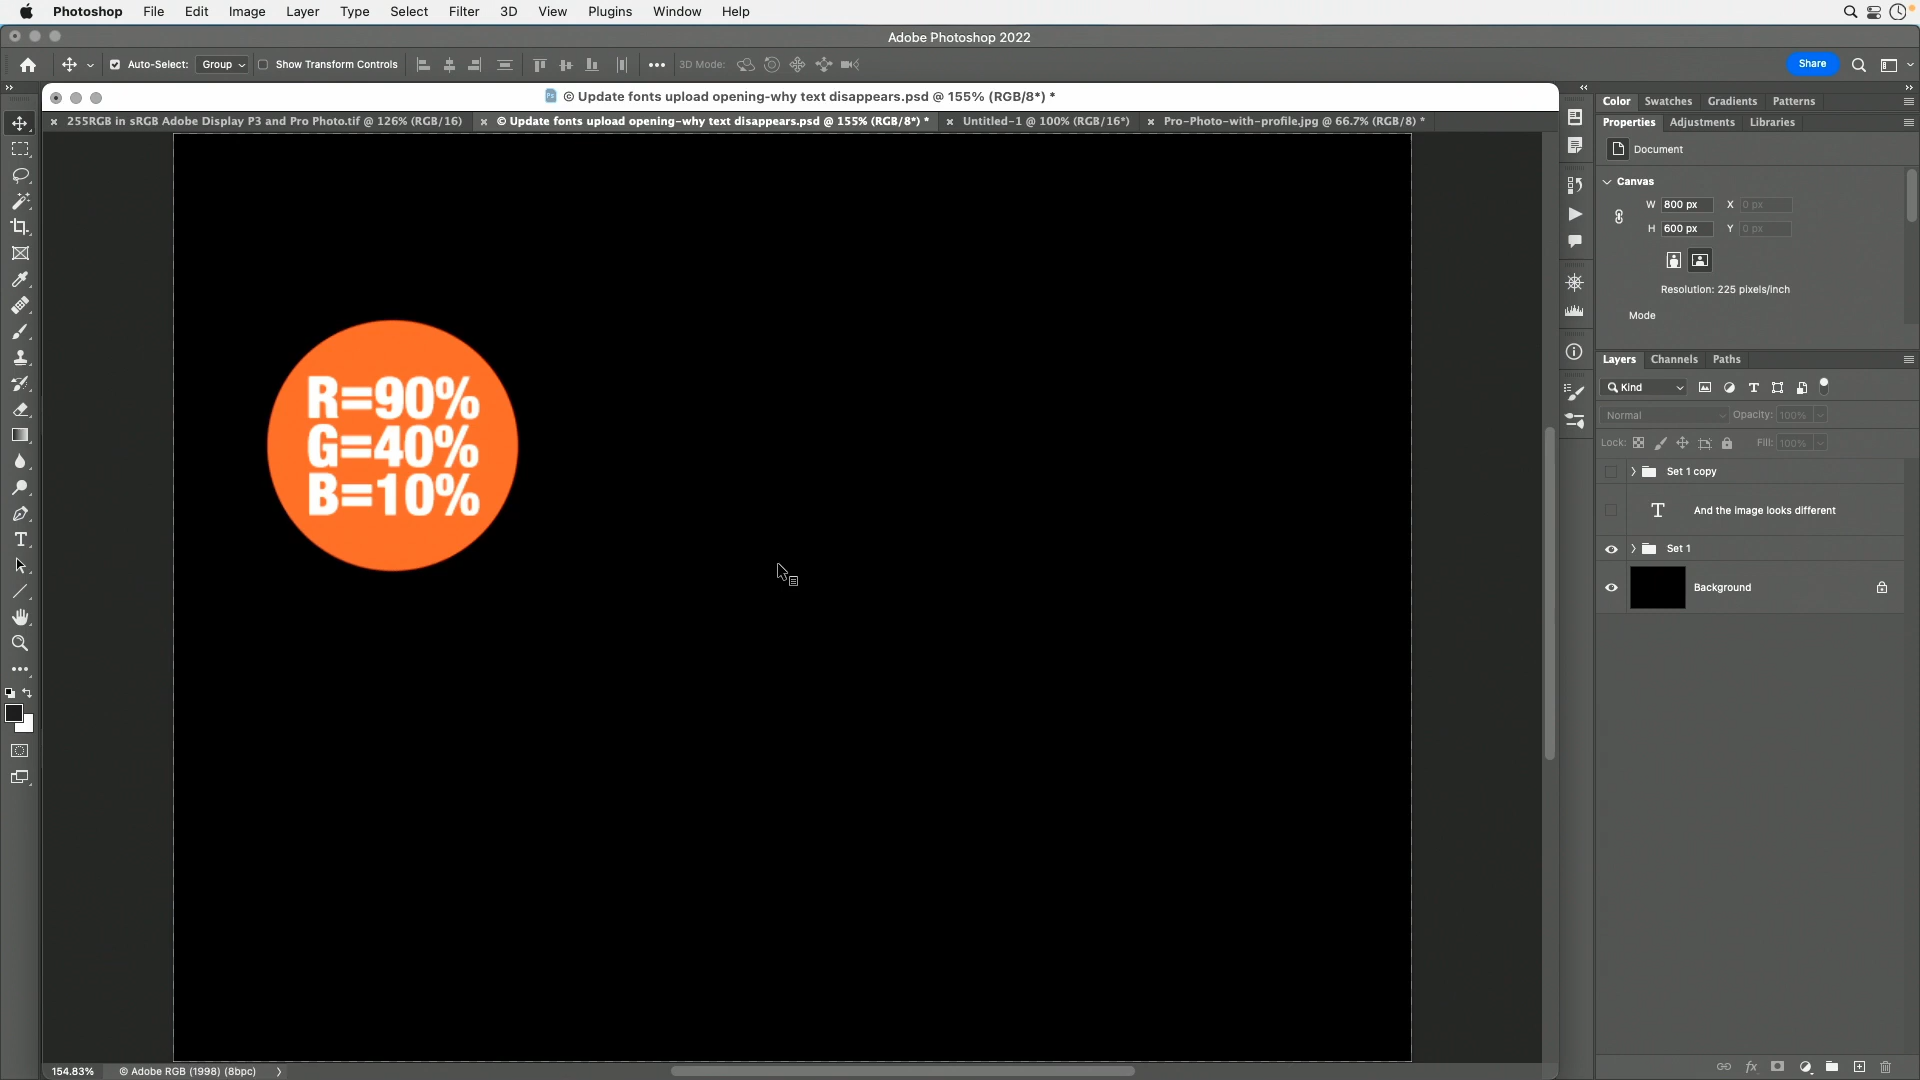 Photoshop File Edit Image Layer Type Select Filter 3D View Plugins Window Help
Adobe Photoshop 2022
Auto-Select: Group Show Transform Controls 3D Mode: Share
© Update fonts upload opening-why text disappears.psd @ 155% (RGB/8*) *
255RGB in sRGB Adobe Display P3 and Pro Photo.tif @ 126% (RGB/16) © Update fonts upload opening-why text disappears.psd @ 155% (RGB/8*) * Untitled-1 @ 100% (RGB/16*) Pro-Photo-with-profile.jpg @ 66.7% (RGB/8) *
Color Swatches Gradients Patterns
Properties Adjustments Libraries
Document
Canvas
W 800 px X 0 px
H 600 px Y 0 px
Resolution: 225 pixels/inch
Mode
Layers Channels Paths
Kind
Normal Opacity: 100%
Lock: Fill: 100%
Set 1 copy
And the image looks different
Set 1
Background
R=90%
G=40%
B=10%
154.83% © Adobe RGB (1998) (8bpc)